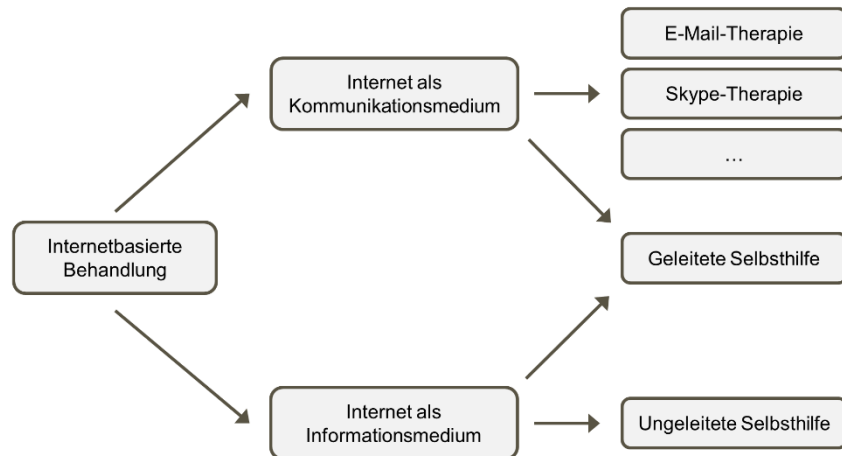 E-Mail-Therapie
Internet als
Kommunikationsmedium
Skype-Therapie
…
Internetbasierte
Behandlung
Geleitete Selbsthilfe
Internet als
Informationsmedium
Ungeleitete Selbsthilfe